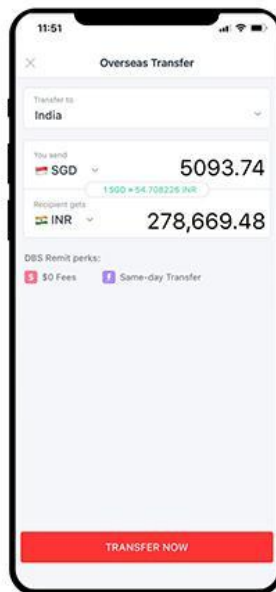 11:51
Overseas Transfer
Transfer to
India
You send
SGD 5093.74
1 SGD = 54.708226 INR
Recipient gets
INR 278,669.48
DBS Remit perks:
$ $0 Fees Same-day Transfer
TRANSFER NOW